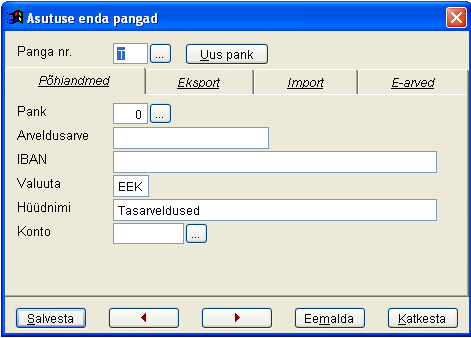 Asutuse enda pangad
Panga nr. T ... Uus pank
Põhiandmed Eksport Import E-arved
Pank 0 ...
Arveldusarve
IBAN
Valuuta EEK
Hüüdnimi Tasarveldused
Konto ...
Salvesta Eemalda Katkesta